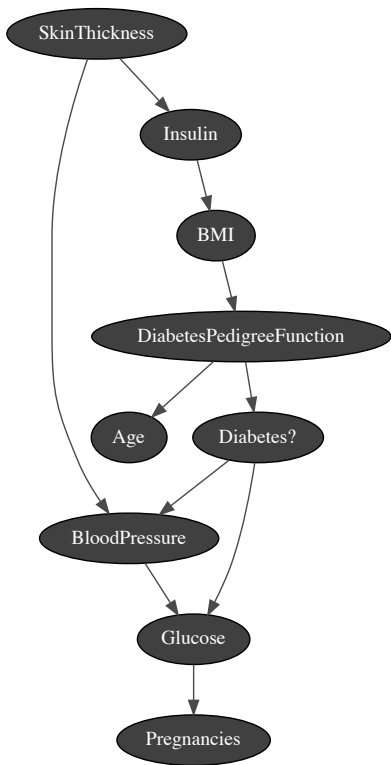 SkinThickness
Insulin
BMI
DiabetesPedigreeFunction
Age
Diabetes?
BloodPressure
Glucose
Pregnancies